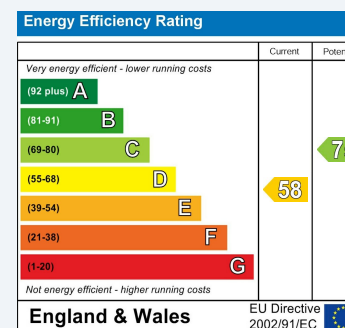 Energy Efficiency Rating
Current
Very energy efficient - lower running costs
(92 plus) A
(81-91) B
(69-80) C
(55-68) D
58
(39-54) E
(21-38) F
(1-20) G
Not energy efficient - higher running costs
England & Wales
EU Directive
2002/91/EC